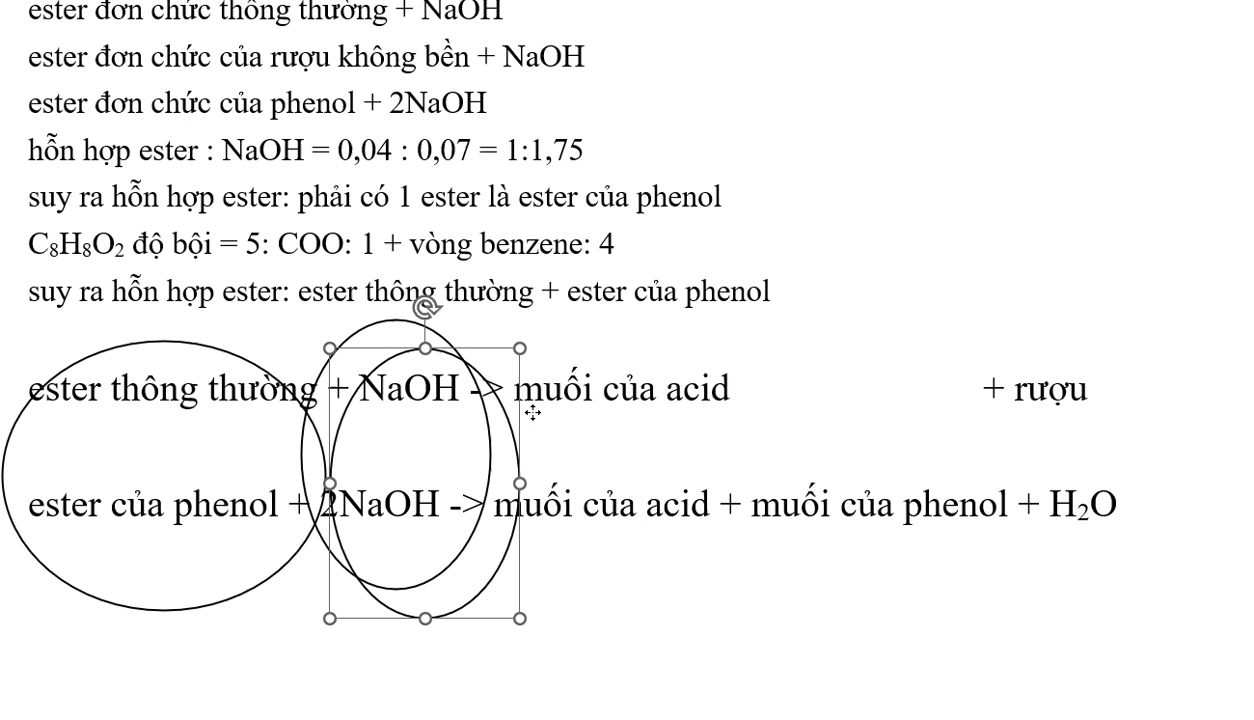 ester đơn chức thông thường + NaOH
ester đơn chức của rượu không bền + NaOH
ester đơn chức của phenol + 2NaOH
hỗn hợp ester : NaOH = 0,04 : 0,07 = 1:1,75
suy ra hỗn hợp ester: phải có 1 ester là ester của phenol
C₈H₈O₂ độ bội = 5: COO: 1 + vòng benzene: 4
suy ra hỗn hợp ester: ester thông thường + ester của phenol
ester thông thường + NaOH -> muối của acid + rượu
ester của phenol + 2NaOH -> muối của acid + muối của phenol + H₂O